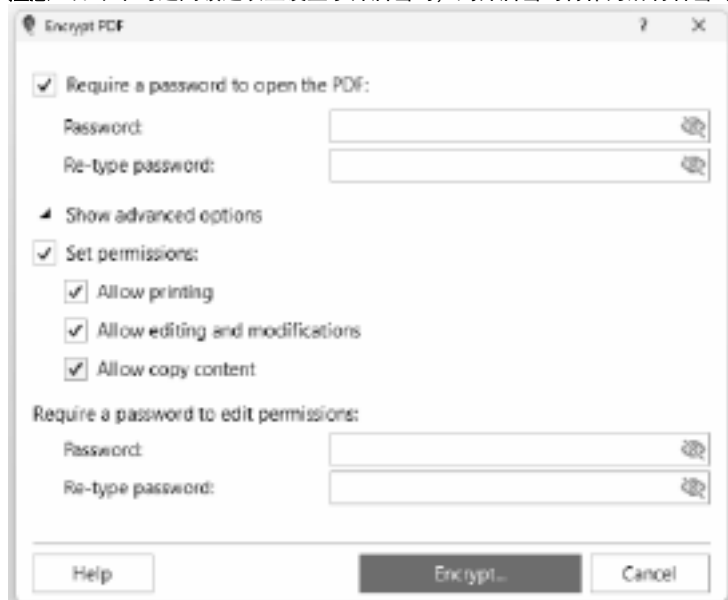 Encrypt PDF
Require a password to open the PDF:
Password:
Re-type password:
Show advanced options
Set permissions:
Allow printing
Allow editing and modifications
Allow copy content
Require a password to edit permissions:
Password:
Re-type password:
Help
Encrypt...
Cancel